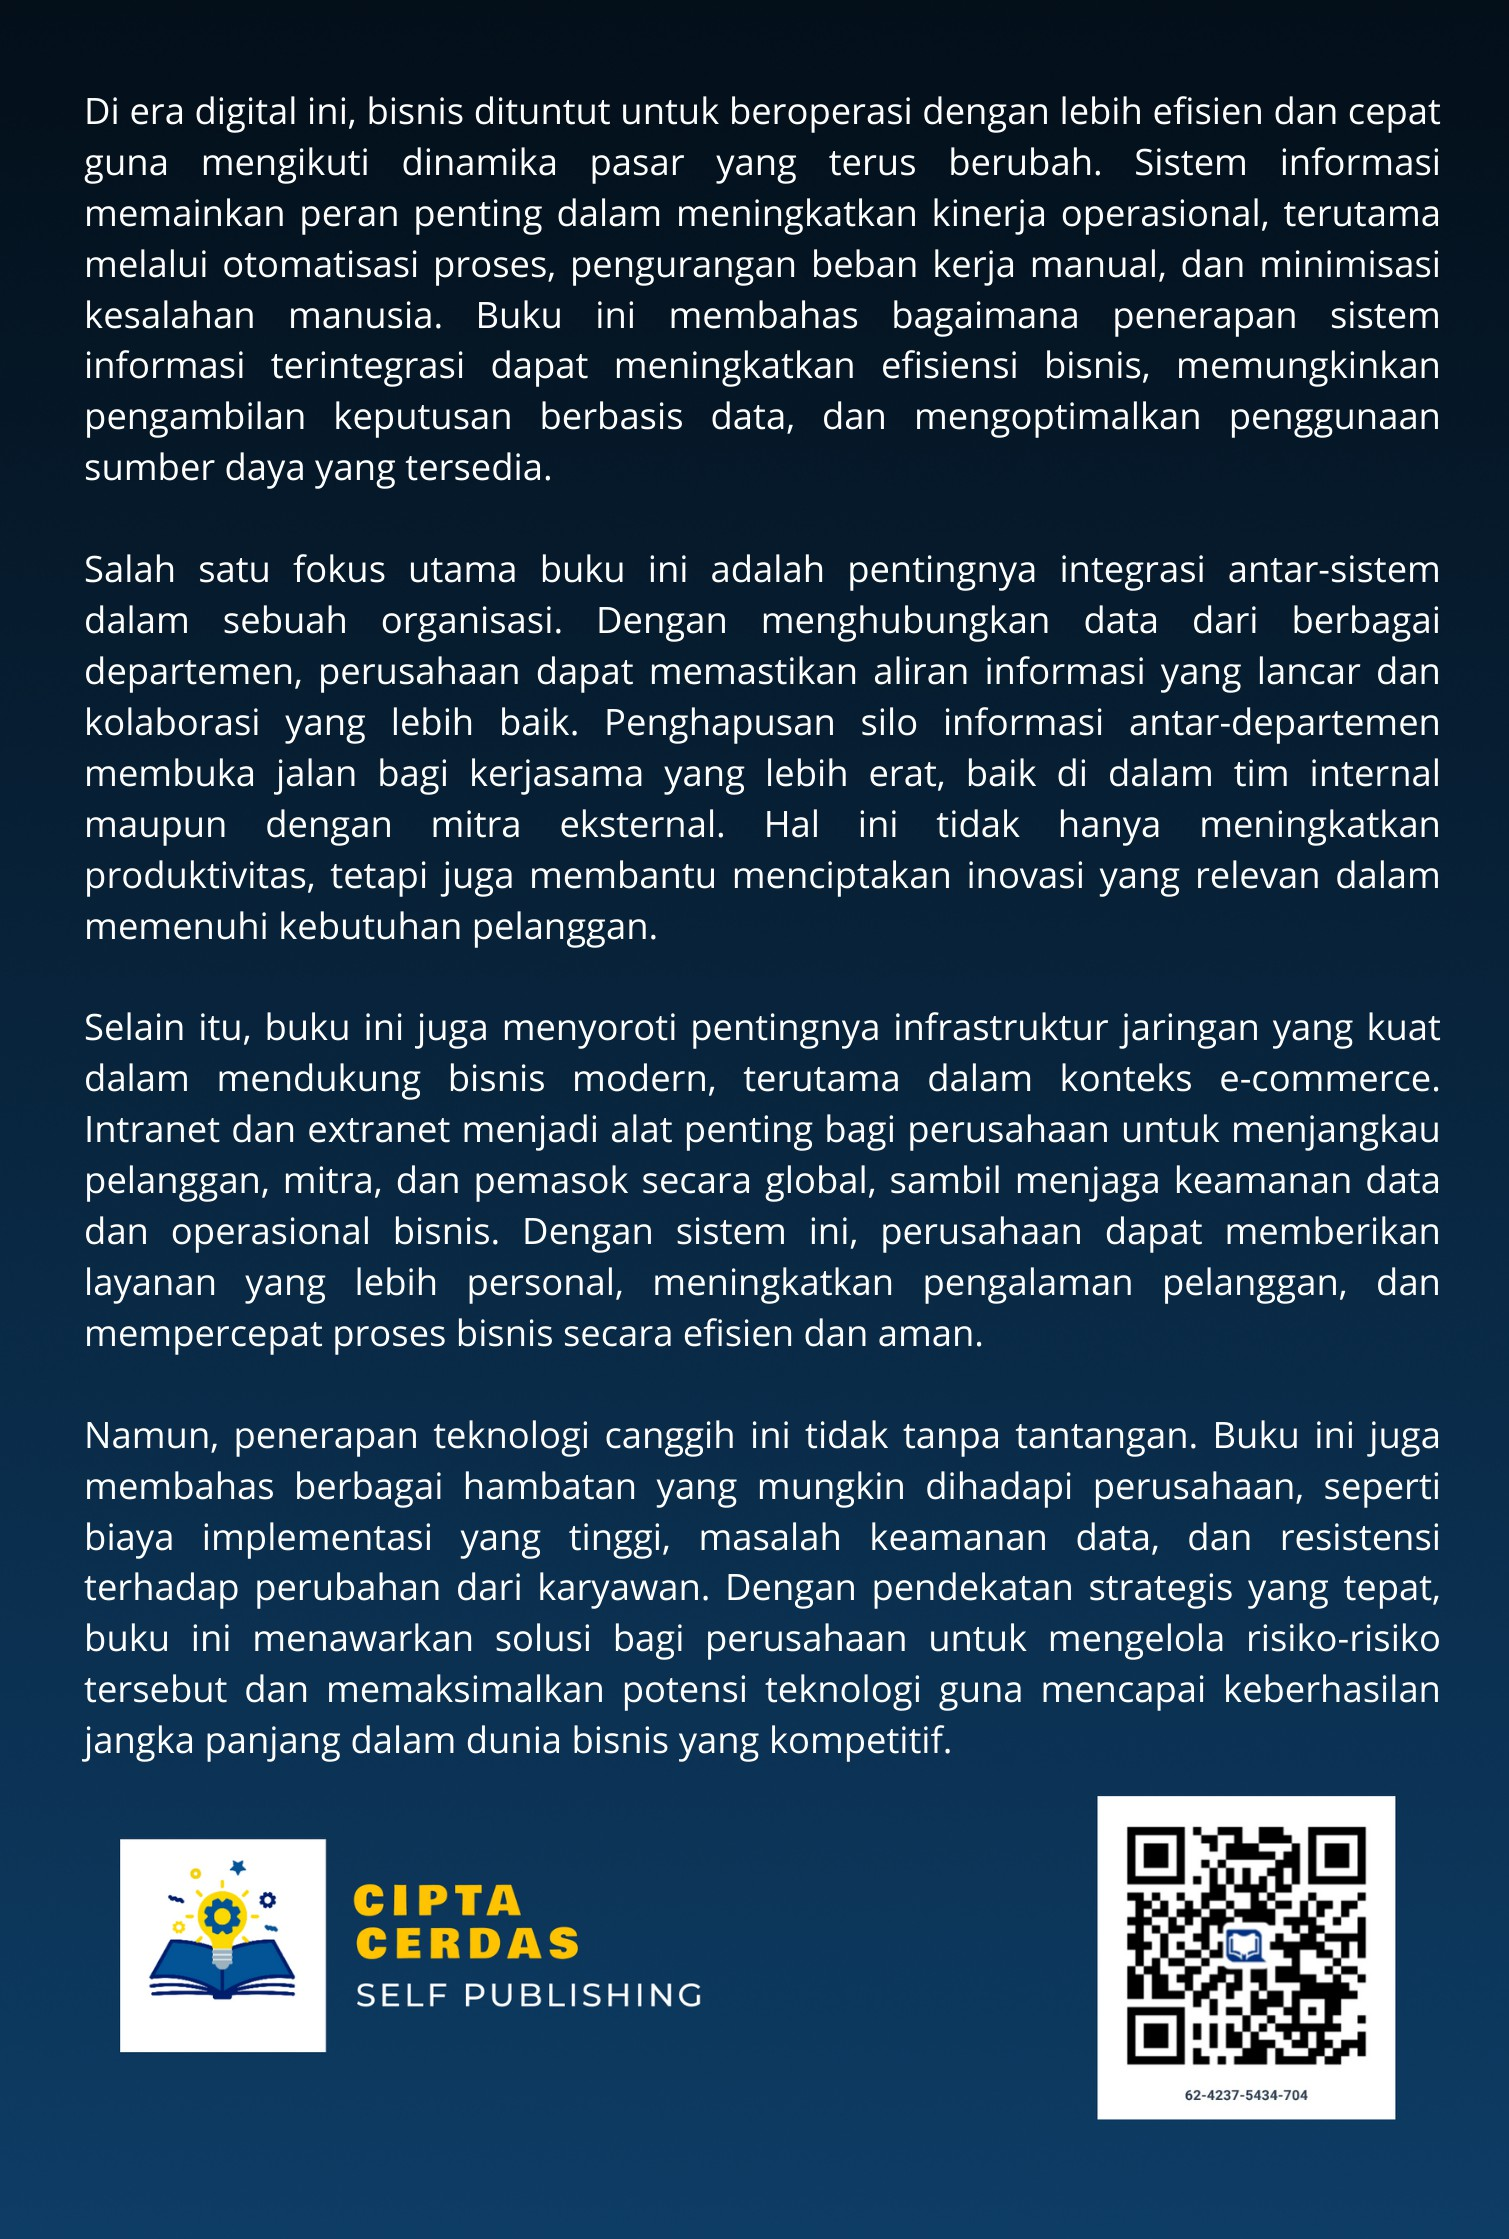 Di era digital ini, bisnis dituntut untuk beroperasi dengan lebih efisien dan cepat
guna mengikuti dinamika pasar yang terus berubah. Sistem informasi
memainkan peran penting dalam meningkatkan kinerja operasional, terutama
melalui otomatisasi proses, pengurangan beban kerja manual, dan minimisasi
kesalahan manusia. Buku ini membahas bagaimana penerapan sistem
informasi terintegrasi dapat meningkatkan efisiensi bisnis, memungkinkan
pengambilan keputusan berbasis data, dan mengoptimalkan penggunaan
sumber daya yang tersedia.
Salah satu fokus utama buku ini adalah pentingnya integrasi antar-sistem
dalam sebuah organisasi. Dengan menghubungkan data dari berbagai
departemen, perusahaan dapat memastikan aliran informasi yang lancar dan
kolaborasi yang lebih baik. Penghapusan silo informasi antar-departemen
membuka jalan bagi kerjasama yang lebih erat, baik di dalam tim internal
maupun dengan mitra eksternal. Hal ini tidak hanya meningkatkan
produktivitas, tetapi juga membantu menciptakan inovasi yang relevan dalam
memenuhi kebutuhan pelanggan.
Selain itu, buku ini juga menyoroti pentingnya infrastruktur jaringan yang kuat
dalam mendukung bisnis modern, terutama dalam konteks e-commerce.
Intranet dan extranet menjadi alat penting bagi perusahaan untuk menjangkau
pelanggan, mitra, dan pemasok secara global, sambil menjaga keamanan data
dan operasional bisnis. Dengan sistem ini, perusahaan dapat memberikan
layanan yang lebih personal, meningkatkan pengalaman pelanggan, dan
mempercepat proses bisnis secara efisien dan aman.
Namun, penerapan teknologi canggih ini tidak tanpa tantangan. Buku ini juga
membahas berbagai hambatan yang mungkin dihadapi perusahaan, seperti
biaya implementasi yang tinggi, masalah keamanan data, dan resistensi
terhadap perubahan dari karyawan. Dengan pendekatan strategis yang tepat,
buku ini menawarkan solusi bagi perusahaan untuk mengelola risiko-risiko
tersebut dan memaksimalkan potensi teknologi guna mencapai keberhasilan
jangka panjang dalam dunia bisnis yang kompetitif.
CIPTA
CERDAS
SELF PUBLISHING
62-4237-5434-704